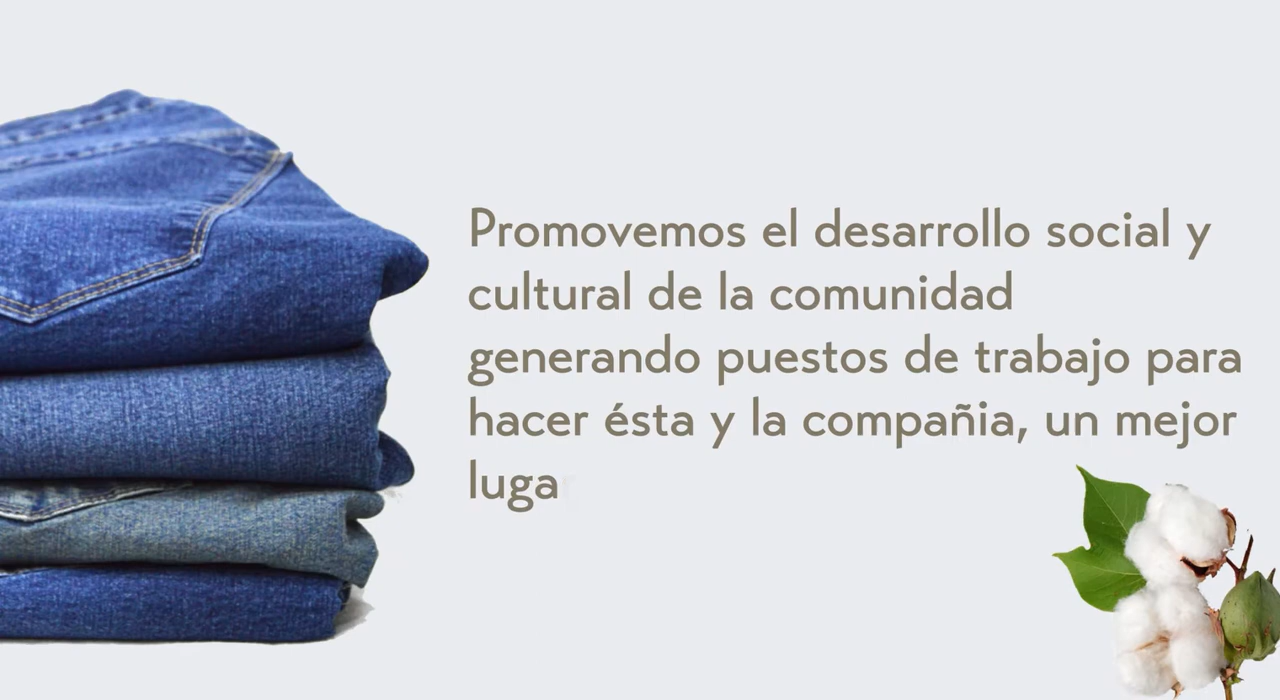 Promovemos el desarrollo social y
cultural de la comunidad
generando puestos de trabajo para
hacer ésta y la compañia, un mejor
luga